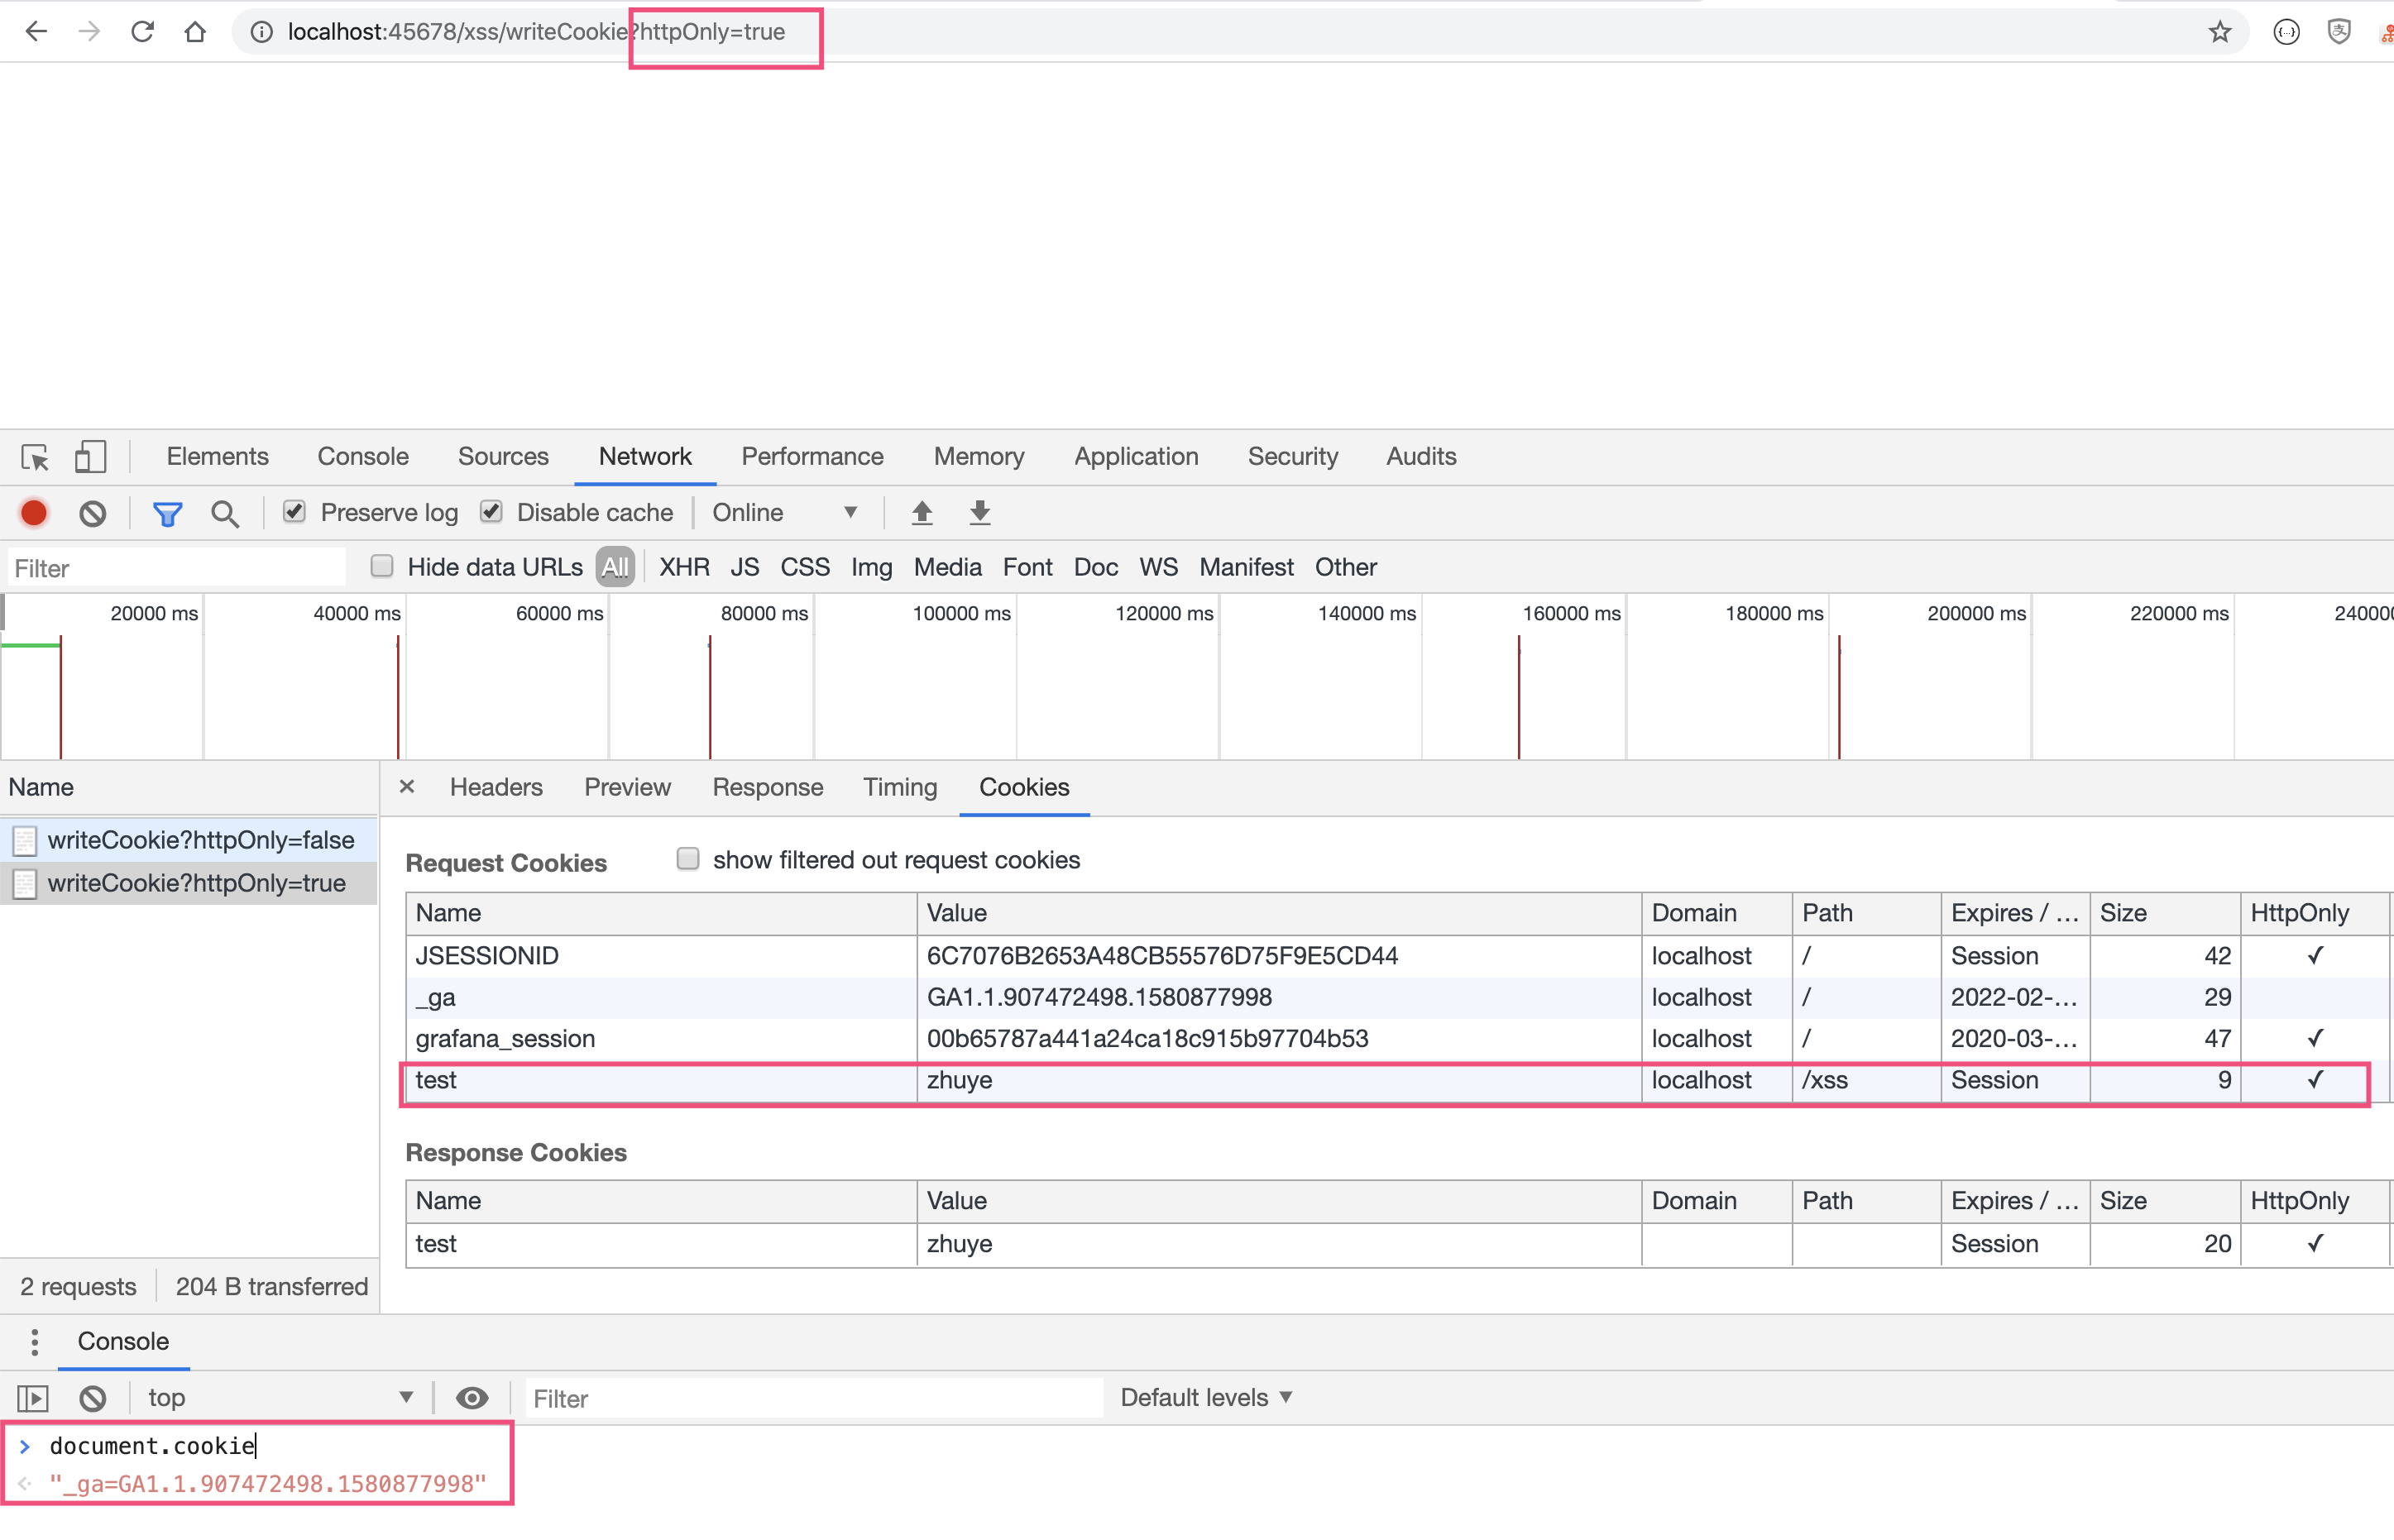 localhost:45678/xss/writeCookie?httpOnly=true
Elements Console Sources Network Performance Memory Application Security Audits
Preserve log Disable cache Online
Filter Hide data URLs All XHR JS CSS Img Media Font Doc WS Manifest Other
20000 ms 40000 ms 60000 ms 80000 ms 100000 ms 120000 ms 140000 ms 160000 ms 180000 ms 200000 ms 220000 ms 24000
Name
writeCookie?httpOnly=false
writeCookie?httpOnly=true
2 requests 204 B transferred
× Headers Preview Response Timing Cookies
Request Cookies show filtered out request cookies
Name Value Domain Path Expires / … Size HttpOnly
JSESSIONID 6C7076B2653A48CB55576D75F9E5CD44 localhost / Session 42 ✓
_ga GA1.1.907472498.1580877998 localhost / 2022-02-… 29
grafana_session 00b65787a441a24ca18c915b97704b53 localhost / 2020-03-… 47 ✓
test zhuye localhost /xss Session 9 ✓
Response Cookies
Name Value Domain Path Expires / … Size HttpOnly
test zhuye Session 20 ✓
Console
top Filter Default levels
> document.cookie
"_ga=GA1.1.907472498.1580877998"